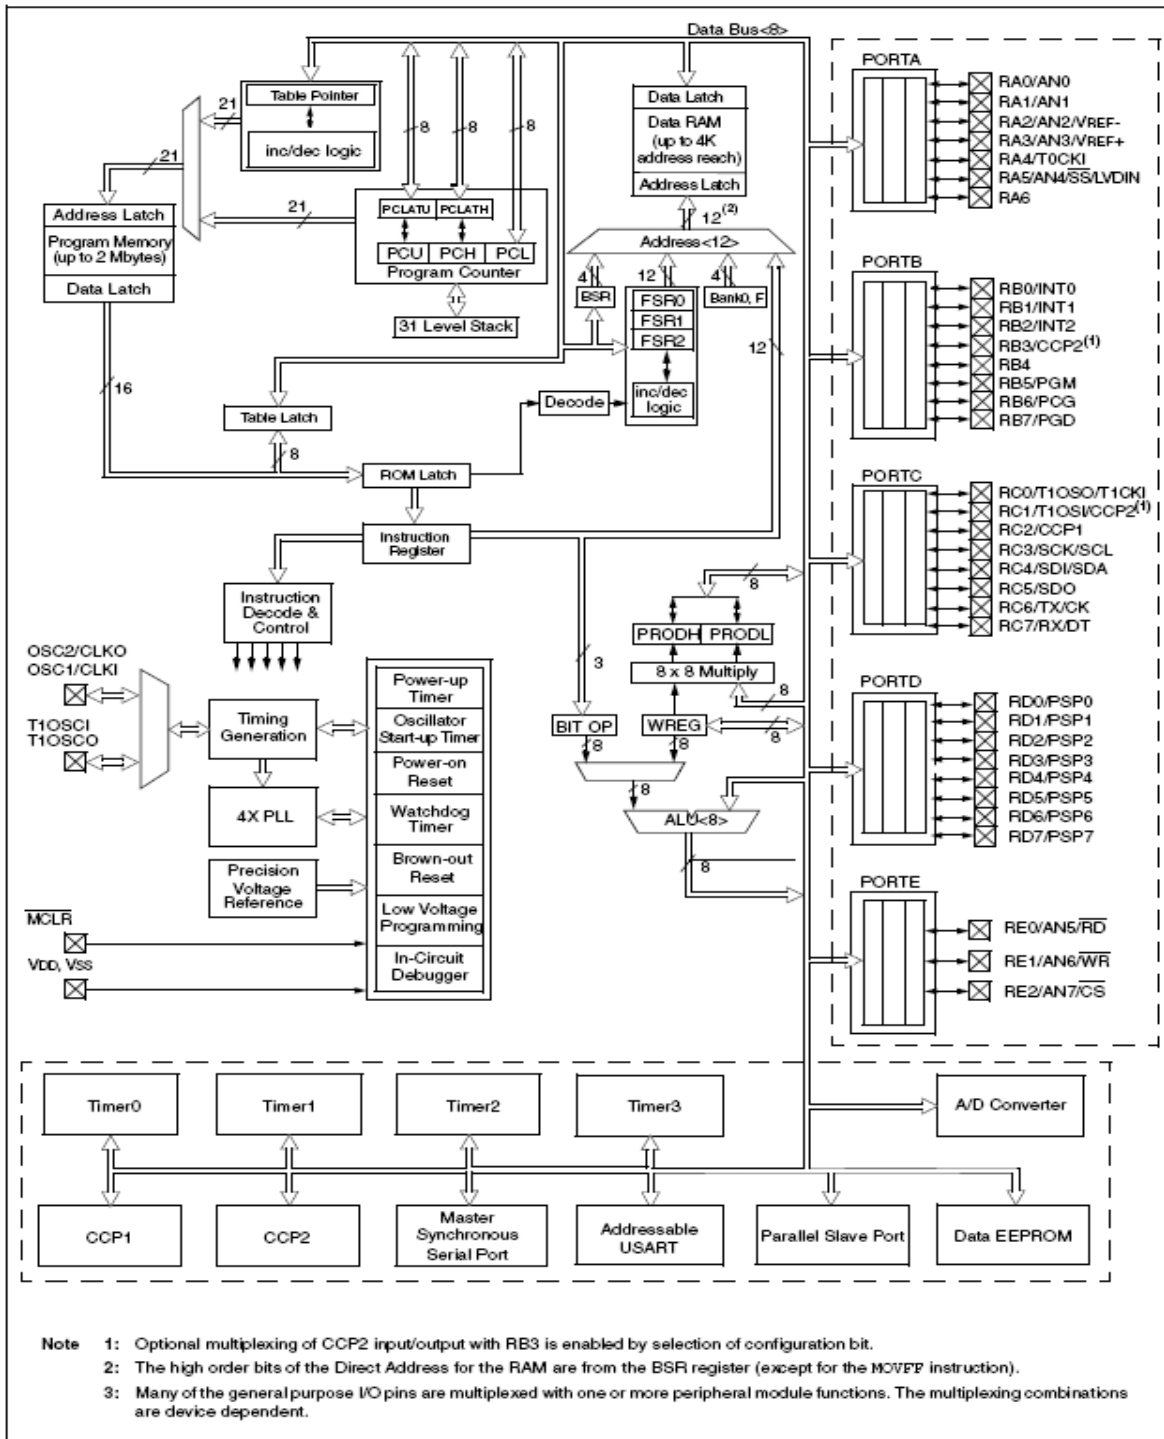 Data Bus<8>
Table Pointer
21
inc/dec logic
8
8
8
Data Latch
Data RAM
(up to 4K
address reach)
Address Latch
21
21
12(2)
Address Latch
Program Memory
(up to 2 Mbytes)
Data Latch
PCLATU
PCLATH
PCU
PCH
PCL
Program Counter
31 Level Stack
Address<12>
4
12
4
BSR
FSR0
FSR1
FSR2
Bank0, F
inc/dec
logic
12
16
Table Latch
8
Decode
ROM Latch
Instruction
Register
Instruction
Decode &
Control
OSC2/CLKO
OSC1/CLKI
T1OSCI
T1OSCO
Timing
Generation
4X PLL
Precision
Voltage
Reference
MCLR
VDD, VSS
Power-up
Timer
Oscillator
Start-up Timer
Power-on
Reset
Watchdog
Timer
Brown-out
Reset
Low Voltage
Programming
In-Circuit
Debugger
8
PRODH
PRODL
3
8 x 8 Multiply
8
BIT OP
WREG
8
8
8
8
ALU<8>
8
PORTA
RA0/AN0
RA1/AN1
RA2/AN2/VREF-
RA3/AN3/VREF+
RA4/T0CKI
RA5/AN4/SS/LVDIN
RA6
PORTB
RB0/INT0
RB1/INT1
RB2/INT2
RB3/CCP2(1)
RB4
RB5/PGM
RB6/PCG
RB7/PGD
PORTC
RC0/T1OSO/T1CKI
RC1/T1OSI/CCP2(1)
RC2/CCP1
RC3/SCK/SCL
RC4/SDI/SDA
RC5/SDO
RC6/TX/CK
RC7/RX/DT
PORTD
RD0/PSP0
RD1/PSP1
RD2/PSP2
RD3/PSP3
RD4/PSP4
RD5/PSP5
RD6/PSP6
RD7/PSP7
PORTE
RE0/AN5/RD
RE1/AN6/WR
RE2/AN7/CS
Timer0
Timer1
Timer2
Timer3
A/D Converter
CCP1
CCP2
Master
Synchronous
Serial Port
Addressable
USART
Parallel Slave Port
Data EEPROM
Note 1: Optional multiplexing of CCP2 input/output with RB3 is enabled by selection of configuration bit.
2: The high order bits of the Direct Address for the RAM are from the BSR register (except for the MOVFF instruction).
3: Many of the general purpose I/O pins are multiplexed with one or more peripheral module functions. The multiplexing combinations
are device dependent.